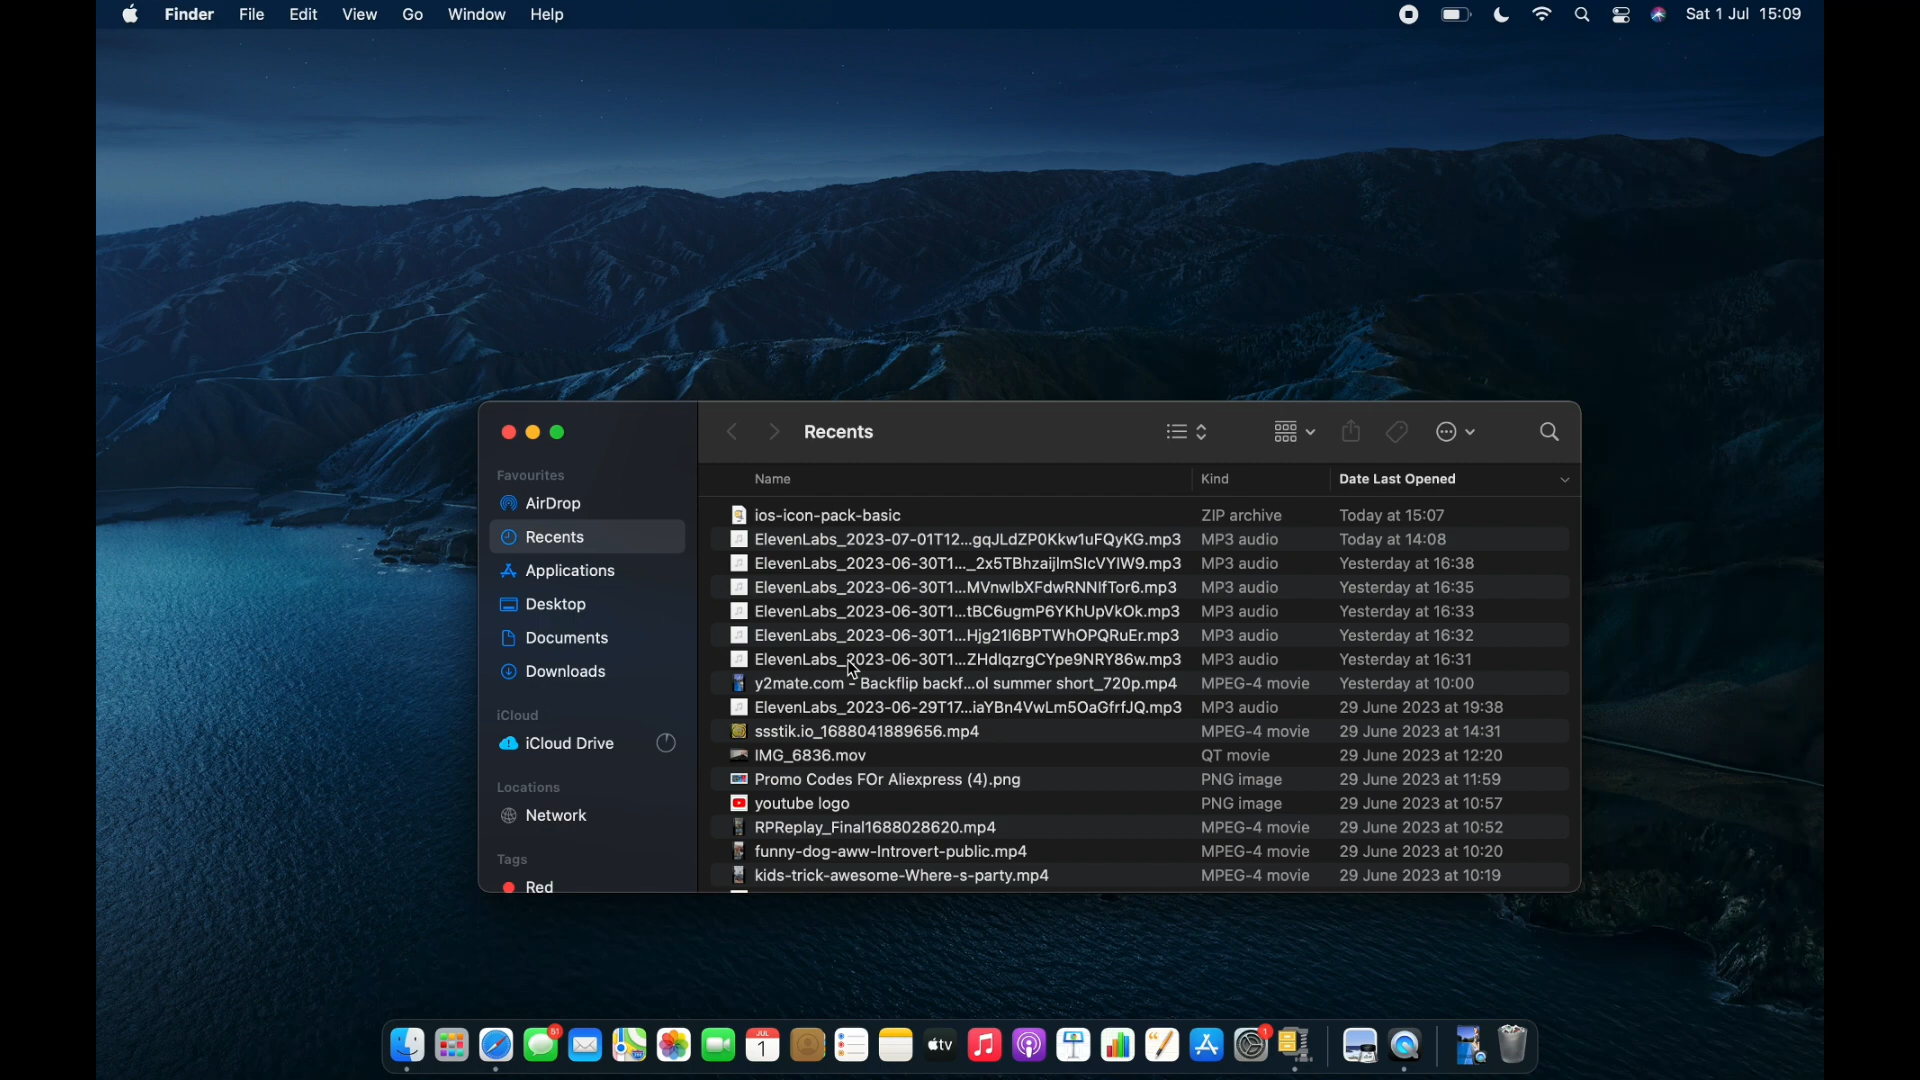 Finder File Edit View Go Window Help Sat 1 Jul 15:09
Recents
Favourites
AirDrop
Recents
Applications
Desktop
Documents
Downloads
iCloud
iCloud Drive
Locations
Network
Tags
Red
Name Kind Date Last Opened
ios-icon-pack-basic ZIP archive Today at 15:07
ElevenLabs_2023-07-01T12...gqJLdZP0Kkw1uFQyKG.mp3 MP3 audio Today at 14:08
ElevenLabs_2023-06-30T1..._2x5TBhzaijlmSlcVYIW9.mp3 MP3 audio Yesterday at 16:38
ElevenLabs_2023-06-30T1...MVnwlbXFdwRNNlfTor6.mp3 MP3 audio Yesterday at 16:35
ElevenLabs_2023-06-30T1...tBC6ugmP6YKhUpVkOk.mp3 MP3 audio Yesterday at 16:33
ElevenLabs_2023-06-30T1...Hjg21l6BPTWhOPQRuEr.mp3 MP3 audio Yesterday at 16:32
ElevenLabs_2023-06-30T1...ZHdlqzrgCYpe9NRY86w.mp3 MP3 audio Yesterday at 16:31
y2mate.com - Backflip backf...ol summer short_720p.mp4 MPEG-4 movie Yesterday at 10:00
ElevenLabs_2023-06-29T17...iaYBn4VwLm5OaGfrfJQ.mp3 MP3 audio 29 June 2023 at 19:38
ssstik.io_1688041889656.mp4 MPEG-4 movie 29 June 2023 at 14:31
IMG_6836.mov QT movie 29 June 2023 at 12:20
Promo Codes FOr Aliexpress (4).png PNG image 29 June 2023 at 11:59
youtube logo PNG image 29 June 2023 at 10:57
RPReplay_Final1688028620.mp4 MPEG-4 movie 29 June 2023 at 10:52
funny-dog-aww-Introvert-public.mp4 MPEG-4 movie 29 June 2023 at 10:20
kids-trick-awesome-Where-s-party.mp4 MPEG-4 movie 29 June 2023 at 10:19
51
JUL
1
tv
1